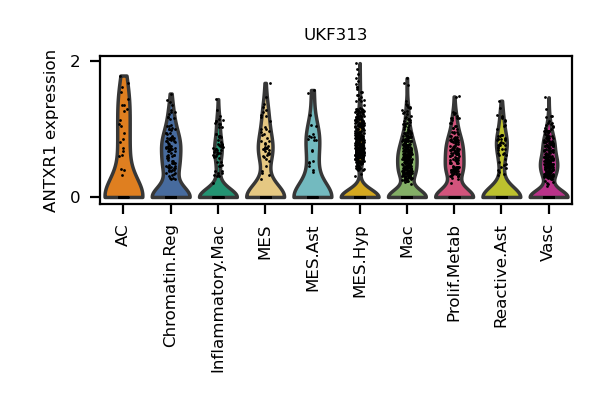 UKF313
ANTXR1 expression
2
0
AC
Chromatin.Reg
Inflammatory.Mac
MES
MES.Ast
MES.Hyp
Mac
Prolif.Metab
Reactive.Ast
Vasc